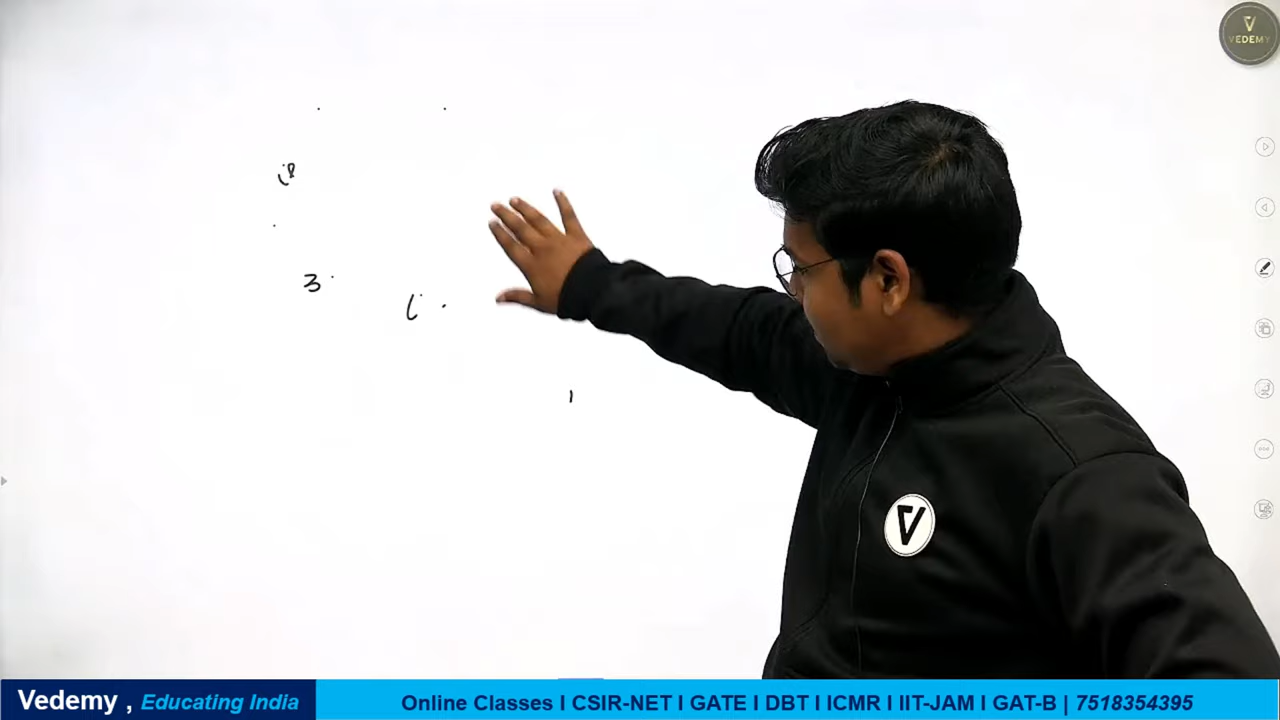 VEDEMY
3
Vedemy , Educating India
Online Classes I CSIR-NET I GATE I DBT I ICMR I IIT-JAM I GAT-B | 7518354395